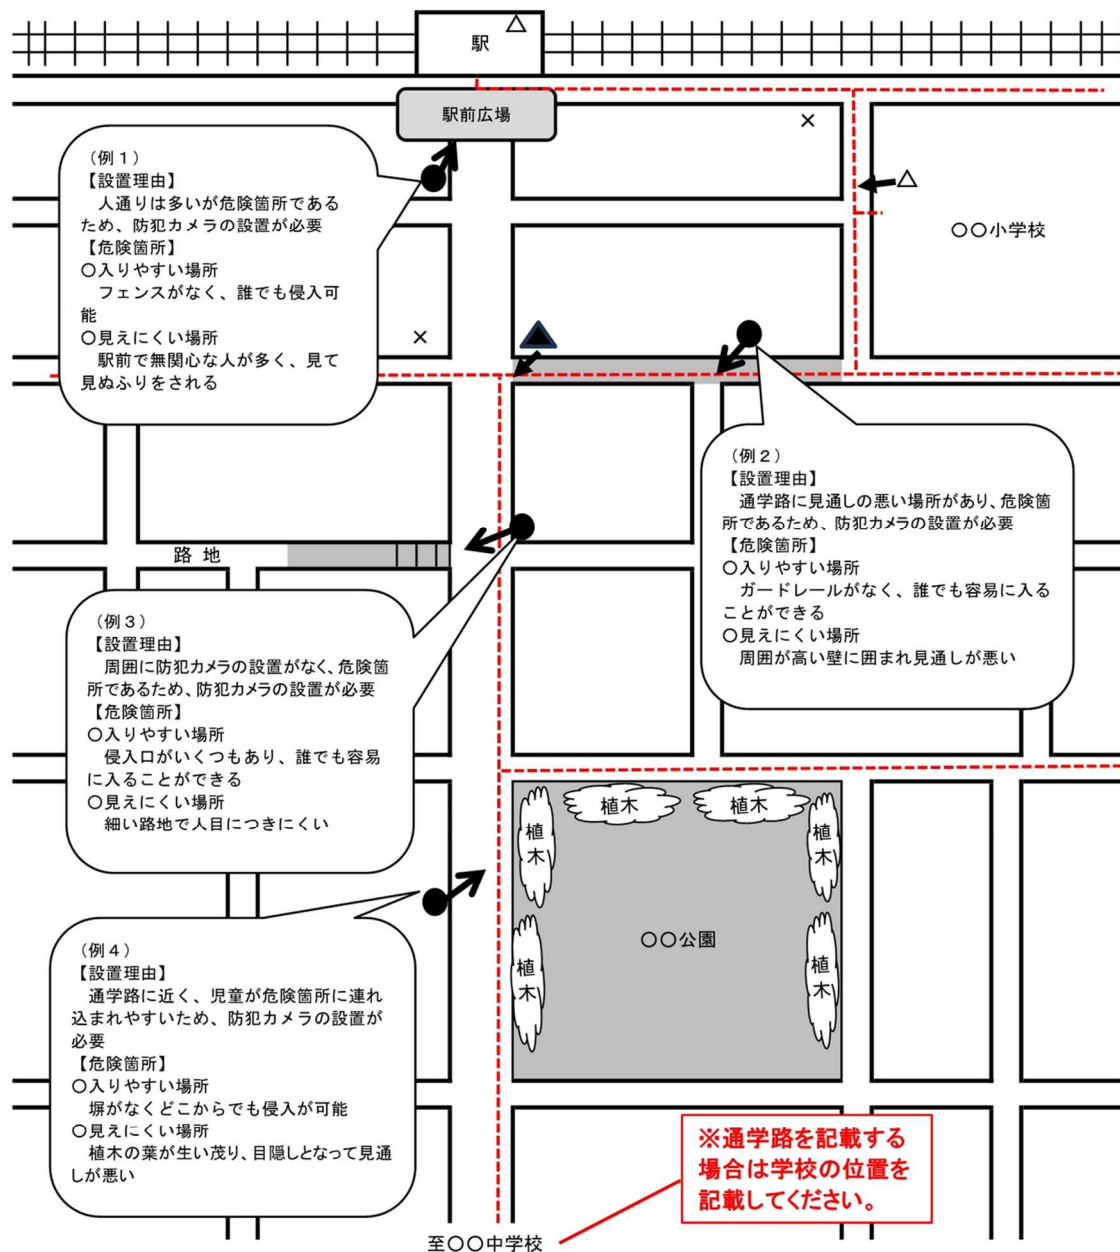 駅
駅前広場
(例1)
【設置理由】
　人通りは多いが危険箇所である
ため、防犯カメラの設置が必要
【危険箇所】
○入りやすい場所
　フェンスがなく、誰でも侵入可
能
○見えにくい場所
　駅前で無関心な人が多く、見て
見ぬふりをされる
○○小学校
(例2)
【設置理由】
　通学路に見通しの悪い場所があり、危険箇
所であるため、防犯カメラの設置が必要
【危険箇所】
○入りやすい場所
　ガードレールがなく、誰でも容易に入る
ことができる
○見えにくい場所
　周囲が高い壁に囲まれ見通しが悪い
路地
(例3)
【設置理由】
　周囲に防犯カメラの設置がなく、危険箇
所であるため、防犯カメラの設置が必要
【危険箇所】
○入りやすい場所
　侵入口がいくつもあり、誰でも容易
に入ることができる
○見えにくい場所
　細い路地で人目につきにくい
植木
植木
植木
植木
植木
植木
○○公園
(例4)
【設置理由】
　通学路に近く、児童が危険箇所に連れ
込まれやすいため、防犯カメラの設置が
必要
【危険箇所】
○入りやすい場所
　塀がなくどこからでも侵入が可能
○見えにくい場所
　植木の葉が生い茂り、目隠しとなって見通
しが悪い
※通学路を記載する
場合は学校の位置を
記載してください。
至○○中学校